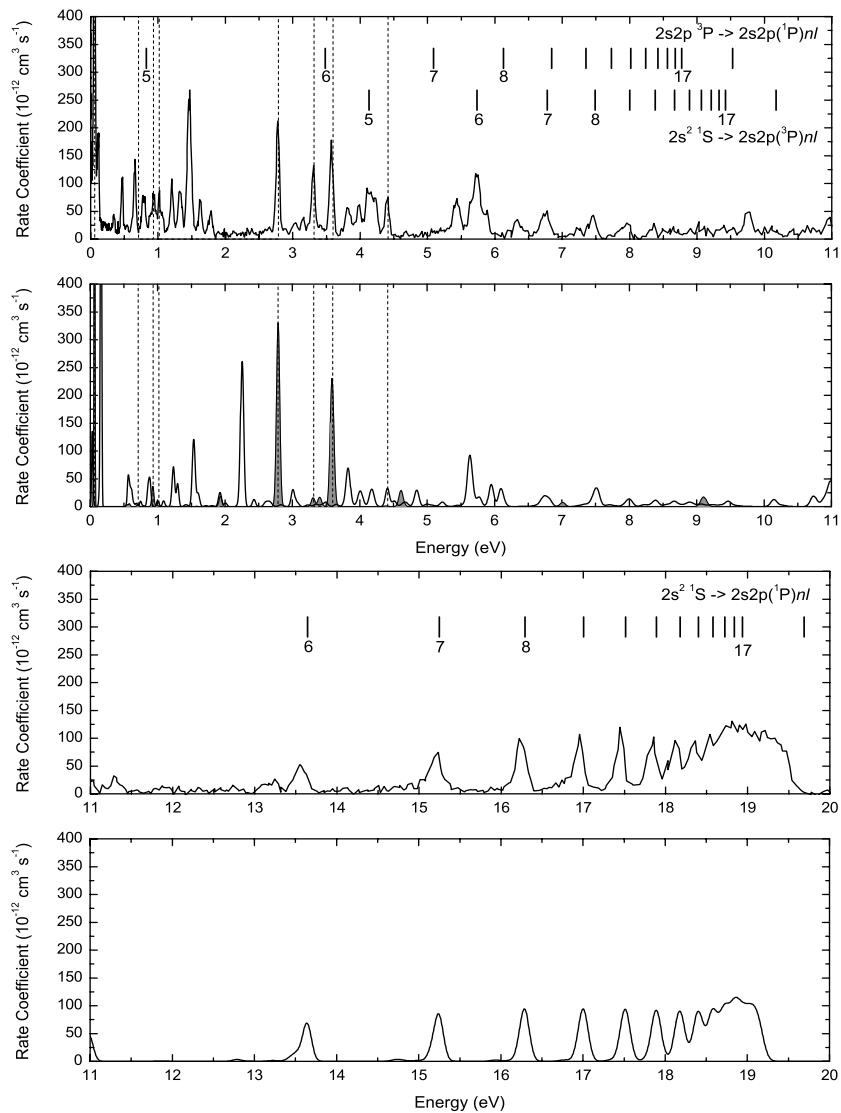 400
350
300
250
200
150
100
50
0
Rate Coefficient (10⁻¹² cm³ s⁻¹)
2s2p ³P -> 2s2p(¹P)nl
5 6 7 8 17
5 6 7 8 17
2s² ¹S -> 2s2p(³P)nl
0 1 2 3 4 5 6 7 8 9 10 11
400
350
300
250
200
150
100
50
0
Rate Coefficient (10⁻¹² cm³ s⁻¹)
0 1 2 3 4 5 6 7 8 9 10 11
Energy (eV)
400
350
300
250
200
150
100
50
0
Rate Coefficient (10⁻¹² cm³ s⁻¹)
2s² ¹S -> 2s2p(¹P)nl
6 7 8 17
11 12 13 14 15 16 17 18 19 20
400
350
300
250
200
150
100
50
0
Rate Coefficient (10⁻¹² cm³ s⁻¹)
11 12 13 14 15 16 17 18 19 20
Energy (eV)